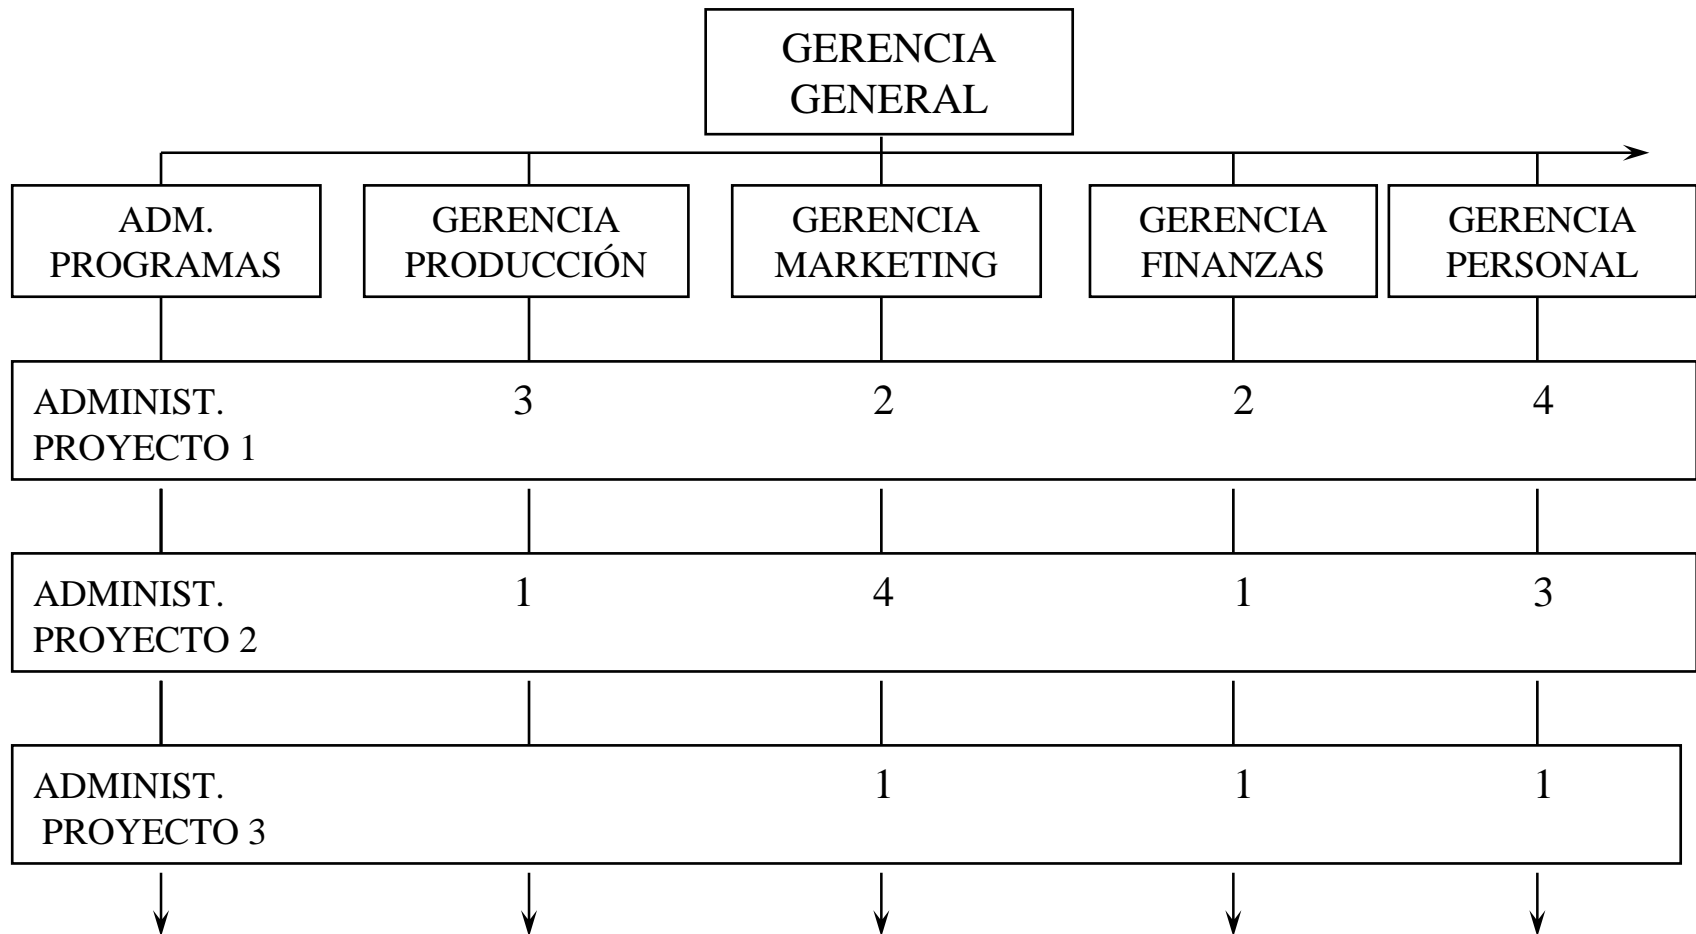 GERENCIA
GENERAL
ADM.
PROGRAMAS
GERENCIA
PRODUCCIÓN
GERENCIA
MARKETING
GERENCIA
FINANZAS
GERENCIA
PERSONAL
ADMINIST. 3 2 2 4
PROYECTO 1
ADMINIST. 1 4 1 3
PROYECTO 2
ADMINIST. 1 1 1
PROYECTO 3